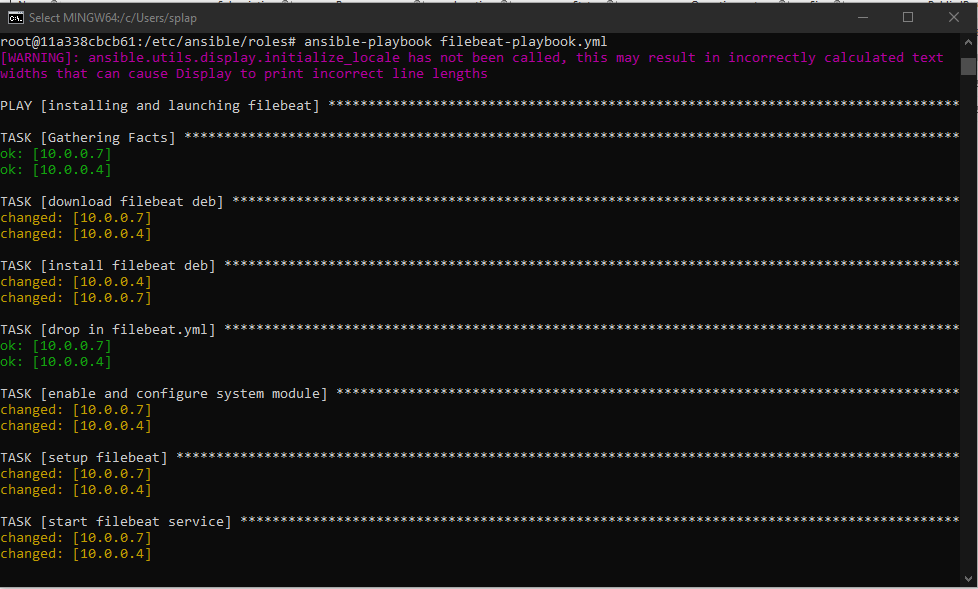 Select MINGW64:/c/Users/splap
root@11a338cbcb61:/etc/ansible/roles# ansible-playbook filebeat-playbook.yml
[WARNING]: ansible.utils.display.initialize_locale has not been called, this may result in incorrectly calculated text
widths that can cause Display to print incorrect line lengths
PLAY [installing and launching filebeat] *******************************************************************************
TASK [Gathering Facts] *************************************************************************************************
ok: [10.0.0.7]
ok: [10.0.0.4]
TASK [download filebeat deb] *******************************************************************************************
changed: [10.0.0.7]
changed: [10.0.0.4]
TASK [install filebeat deb] ********************************************************************************************
changed: [10.0.0.4]
changed: [10.0.0.7]
TASK [drop in filebeat.yml] ********************************************************************************************
ok: [10.0.0.7]
ok: [10.0.0.4]
TASK [enable and configure system module] ******************************************************************************
changed: [10.0.0.7]
changed: [10.0.0.4]
TASK [setup filebeat] **************************************************************************************************
changed: [10.0.0.7]
changed: [10.0.0.4]
TASK [start filebeat service] ******************************************************************************************
changed: [10.0.0.7]
changed: [10.0.0.4]